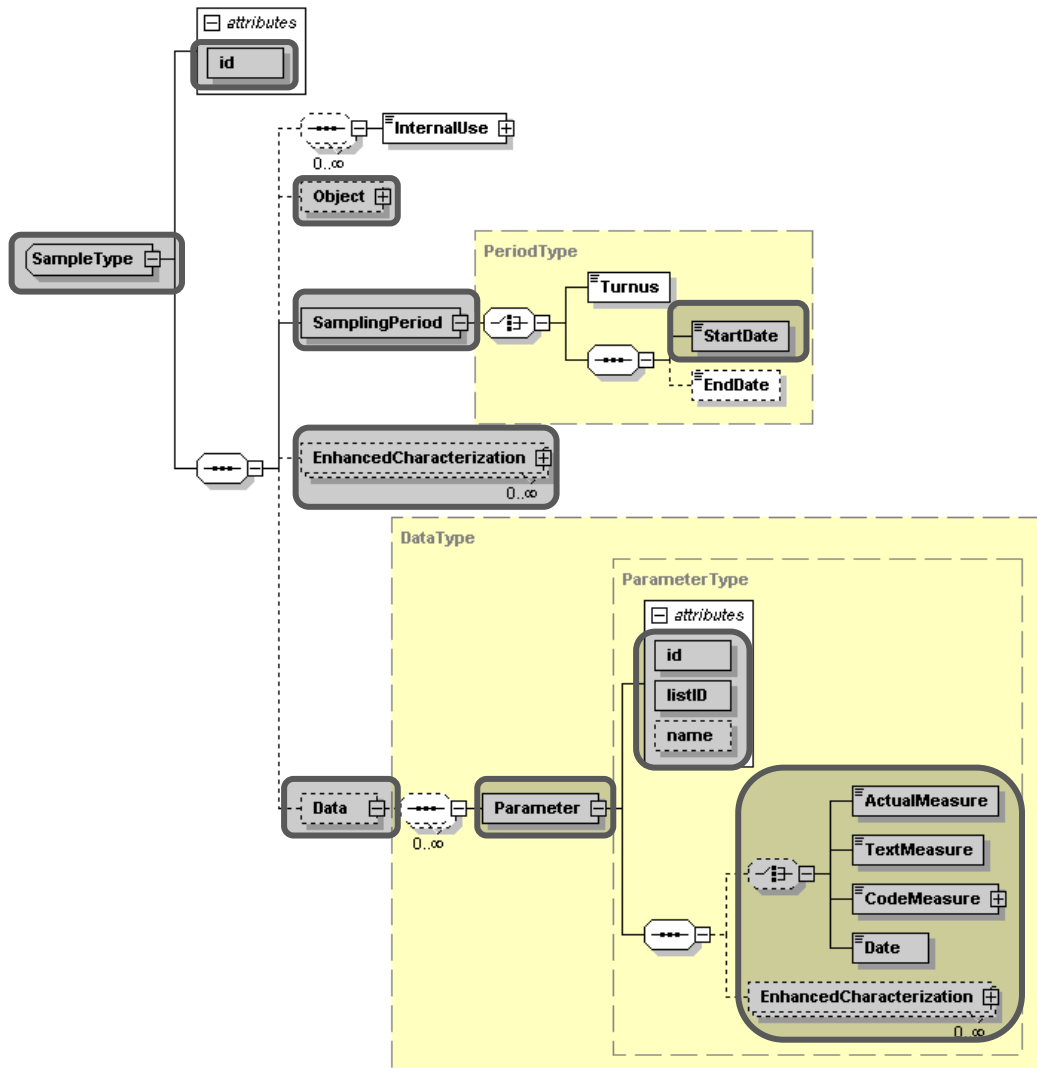 attributes
id
InternalUse
0..∞
Object
SampleType
PeriodType
Turnus
SamplingPeriod
StartDate
EndDate
EnhancedCharacterization
0..∞
DataType
ParameterType
attributes
id
listID
name
Data
Parameter
0..∞
ActualMeasure
TextMeasure
CodeMeasure
Date
EnhancedCharacterization
0..∞